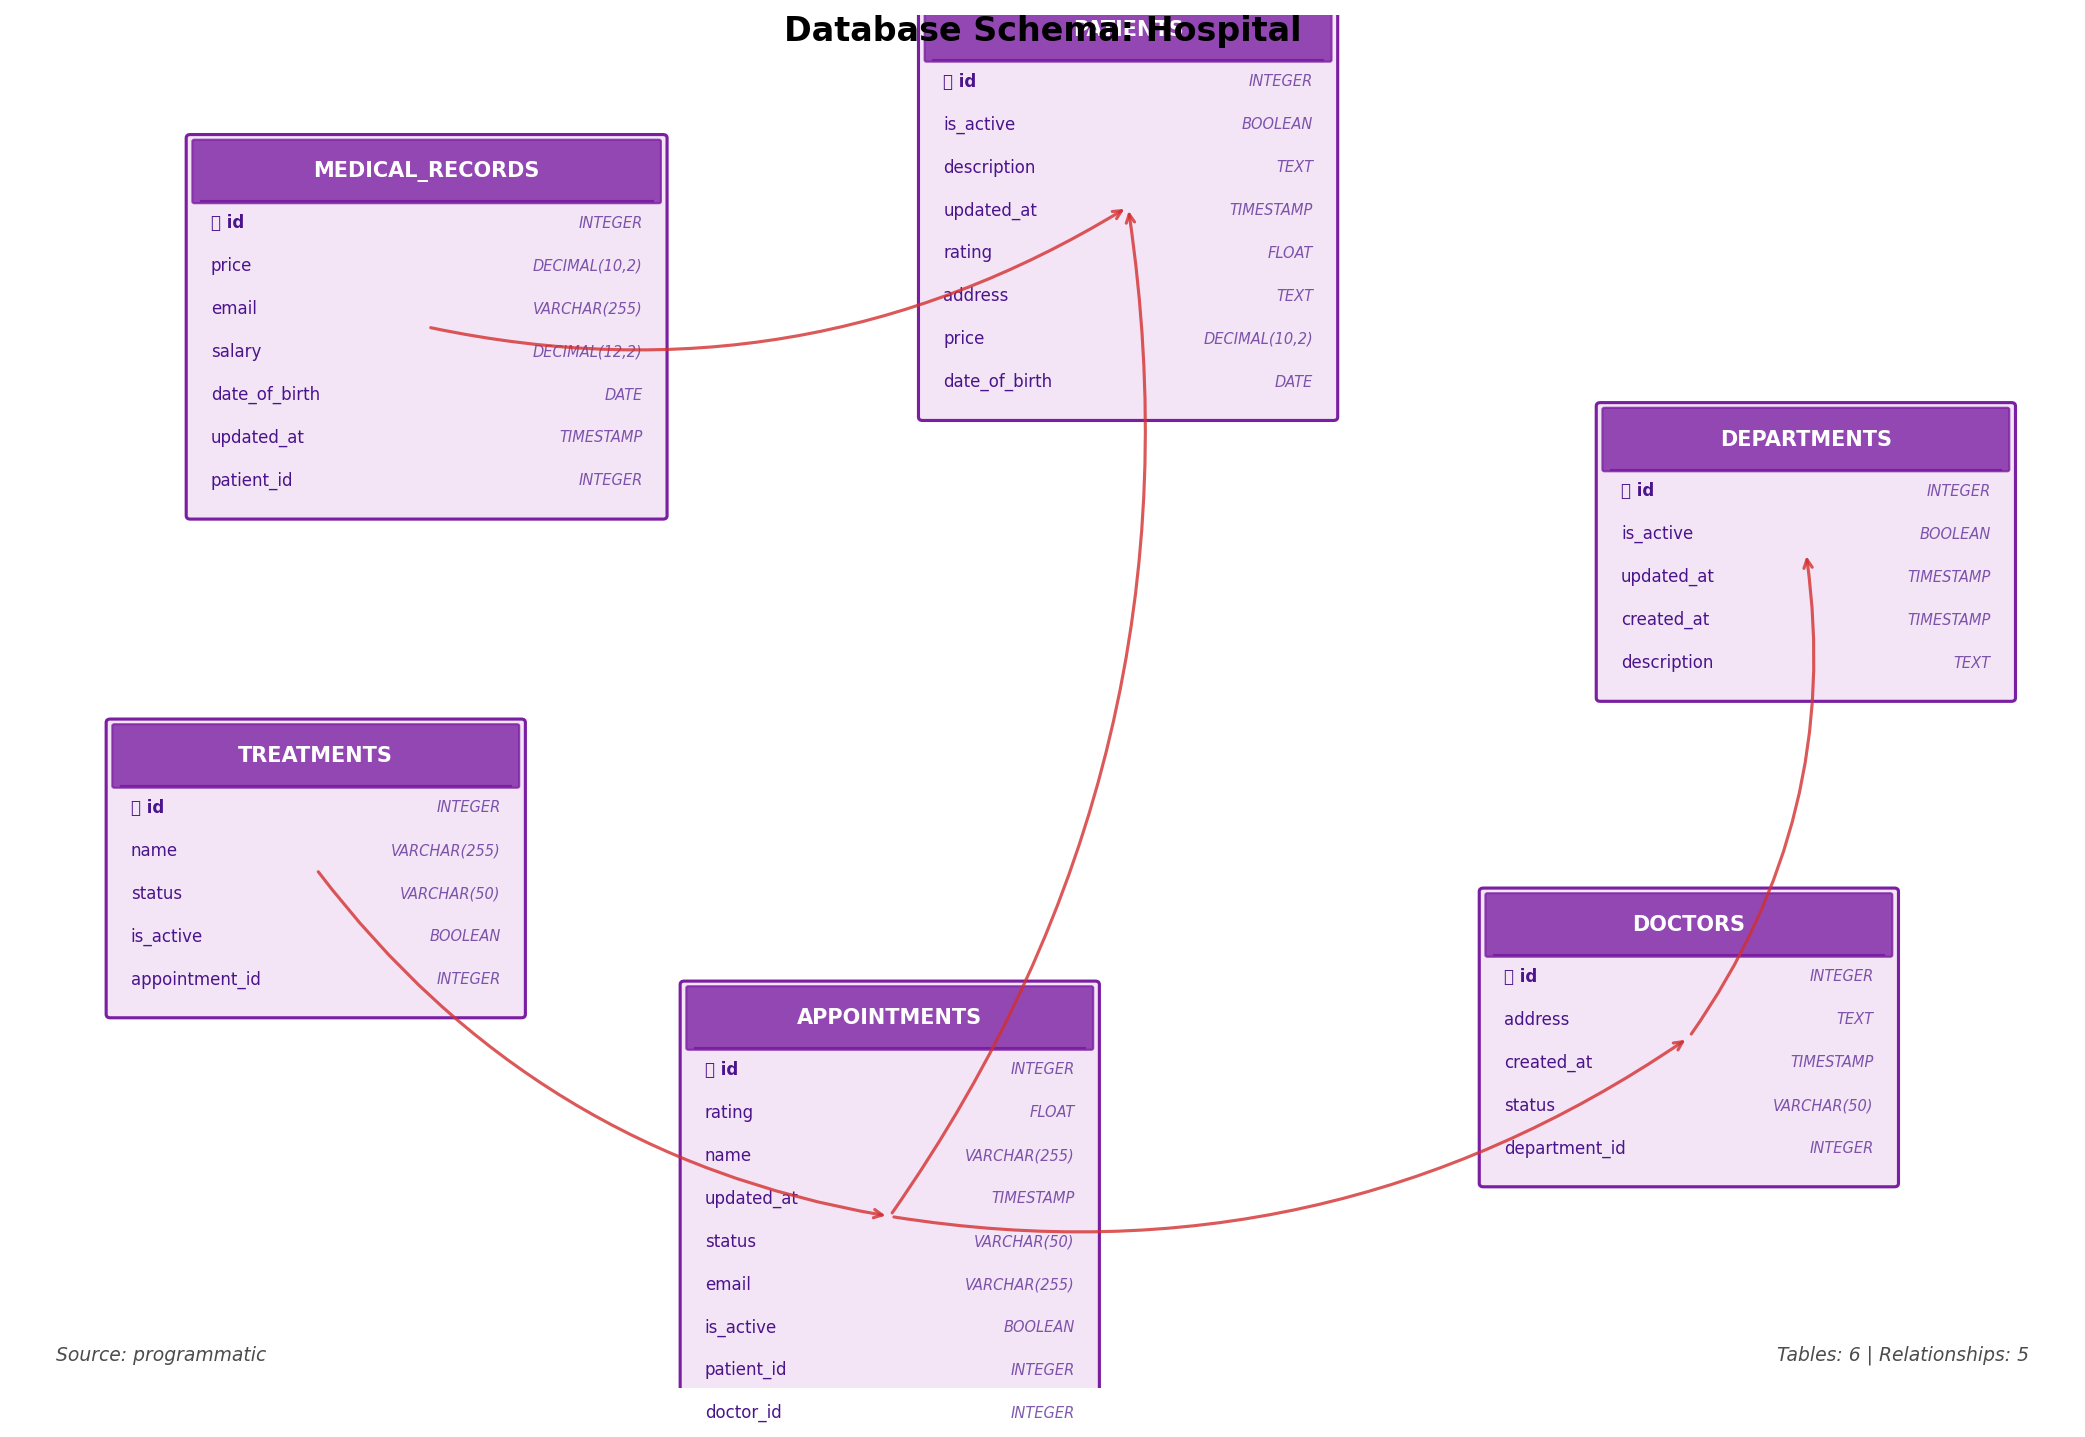 Database Schema: Hospital
PATIENTS
id INTEGER
is_active BOOLEAN
description TEXT
updated_at TIMESTAMP
rating FLOAT
address TEXT
price DECIMAL(10,2)
date_of_birth DATE
MEDICAL_RECORDS
id INTEGER
price DECIMAL(10,2)
email VARCHAR(255)
salary DECIMAL(12,2)
date_of_birth DATE
updated_at TIMESTAMP
patient_id INTEGER
DEPARTMENTS
id INTEGER
is_active BOOLEAN
updated_at TIMESTAMP
created_at TIMESTAMP
description TEXT
TREATMENTS
id INTEGER
name VARCHAR(255)
status VARCHAR(50)
is_active BOOLEAN
appointment_id INTEGER
DOCTORS
id INTEGER
address TEXT
created_at TIMESTAMP
status VARCHAR(50)
department_id INTEGER
APPOINTMENTS
id INTEGER
rating FLOAT
name VARCHAR(255)
updated_at TIMESTAMP
status VARCHAR(50)
email VARCHAR(255)
is_active BOOLEAN
patient_id INTEGER
doctor_id INTEGER
Source: programmatic
Tables: 6 | Relationships: 5